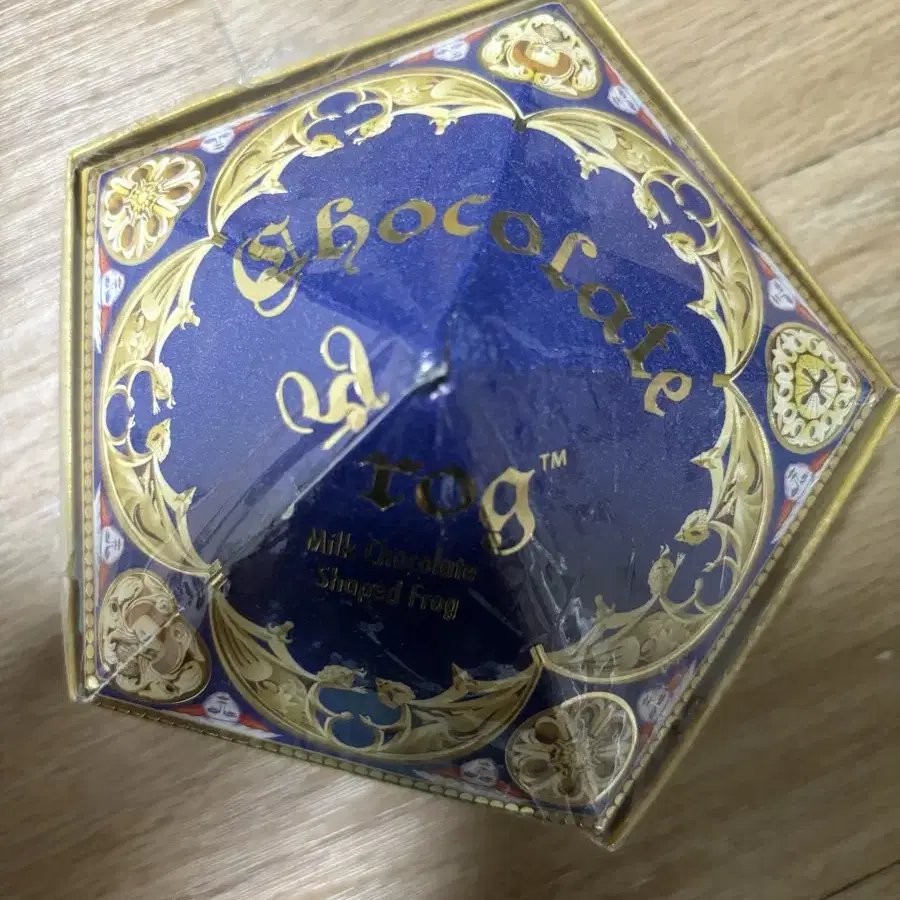 Chocolate
Frog™
Milk Chocolate
Shaped Frog